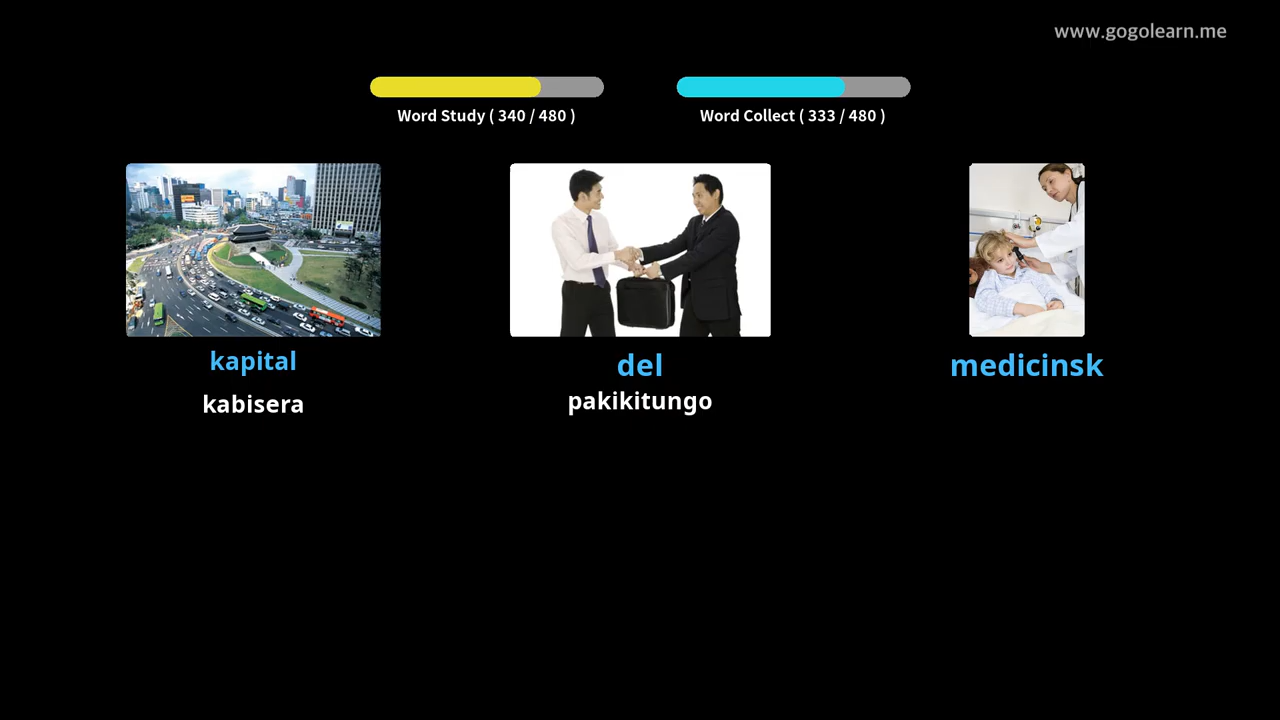 www.gogolearn.me
Word Study ( 340 / 480 )
Word Collect ( 333 / 480 )
kapital
kabisera
del
pakikitungo
medicinsk